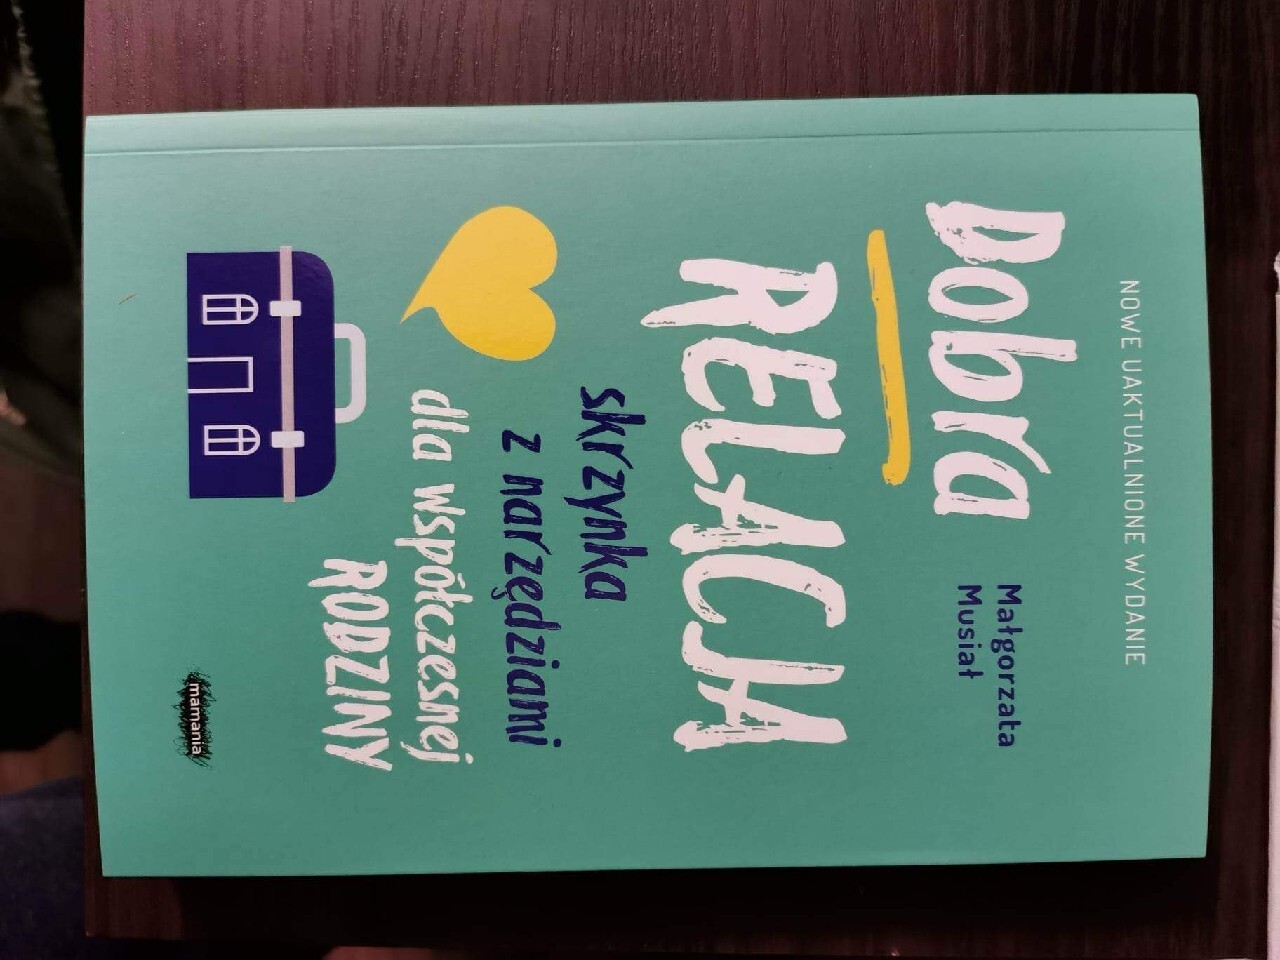 NOWE UAKTUALNIONE WYDANIE
Dobra
Małgorzata
Musiał
RELACJA
skrzynka
z narzędziami
dla współczesnej
RODZINY
mamania